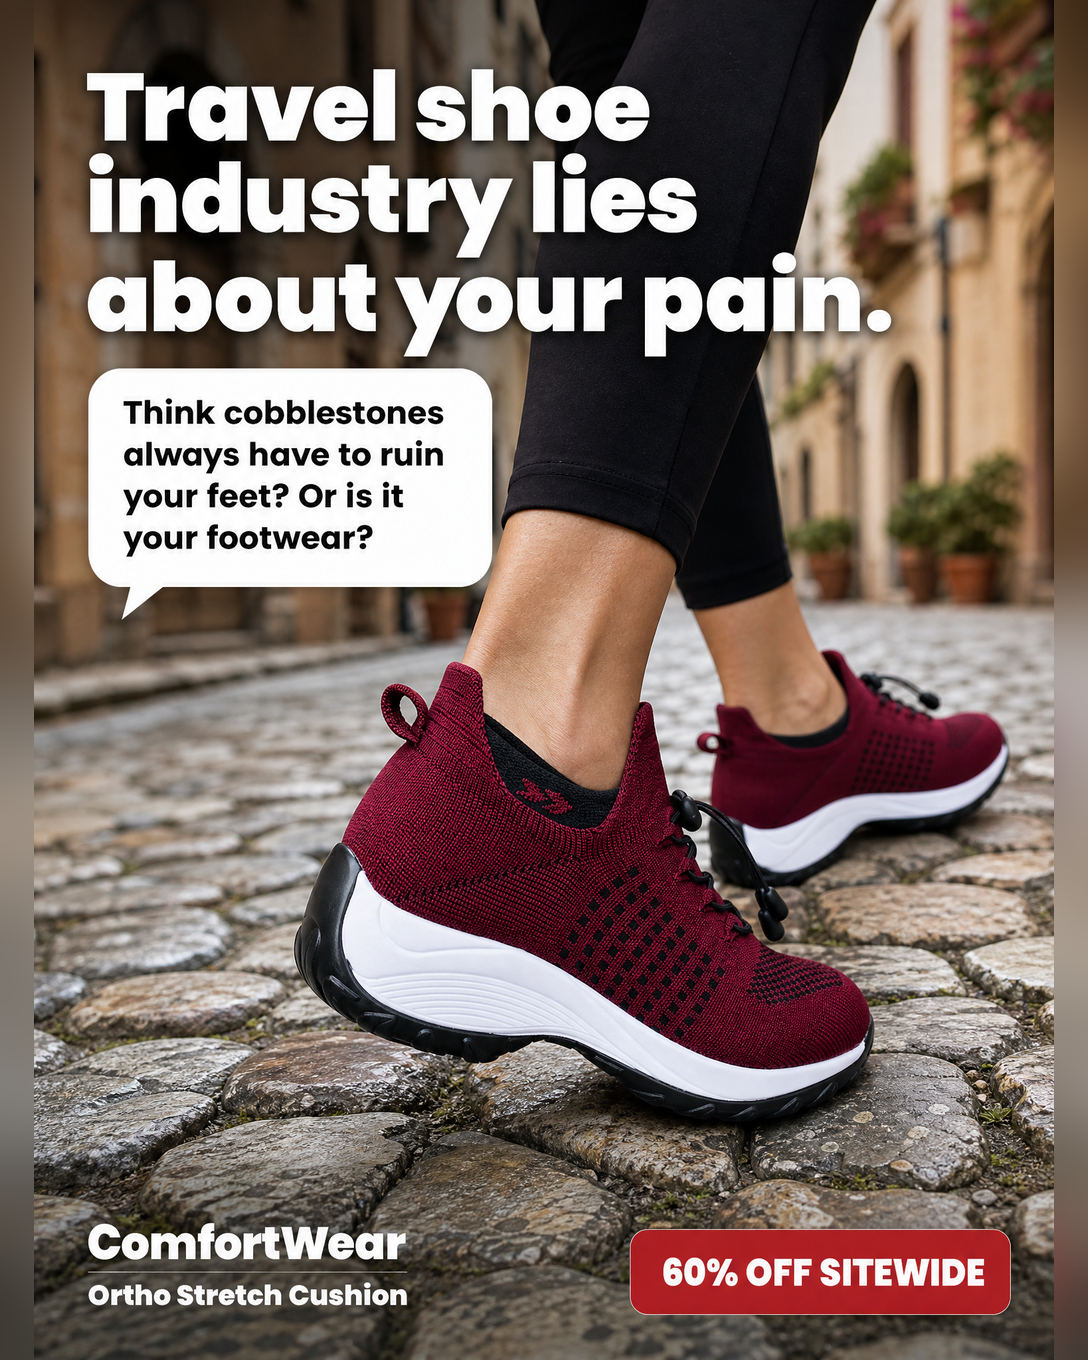 Travel shoe
industry lies
about your pain.
Think cobblestones
always have to ruin
your feet? Or is it
your footwear?
ComfortWear
Ortho Stretch Cushion
60% OFF SITEWIDE